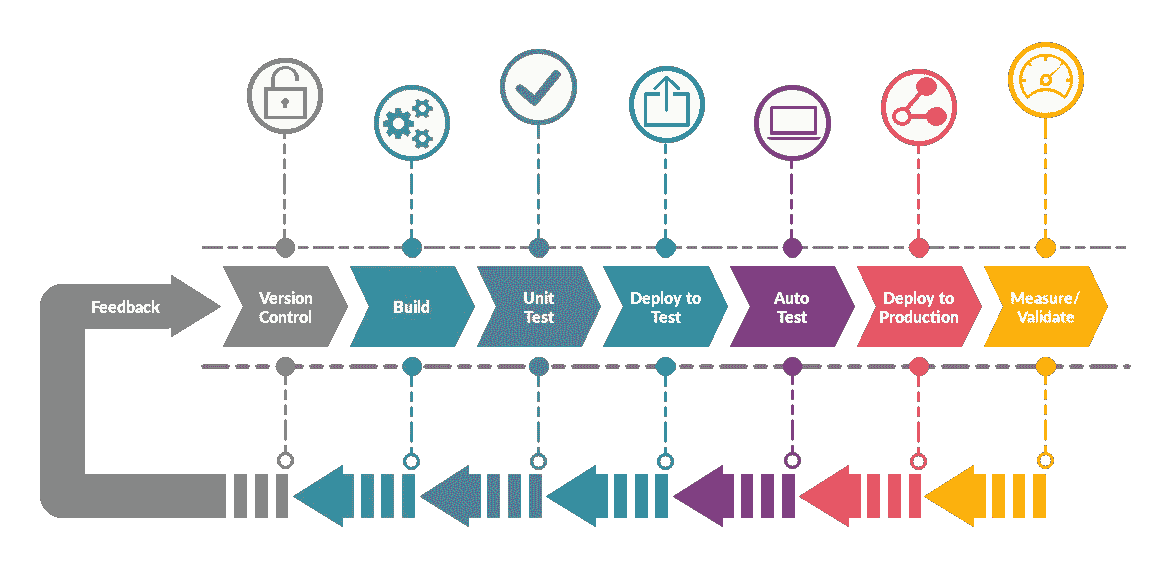 Feedback
Version
Control
Build
Unit
Test
Deploy to
Test
Auto
Test
Deploy to
Production
Measure/
Validate